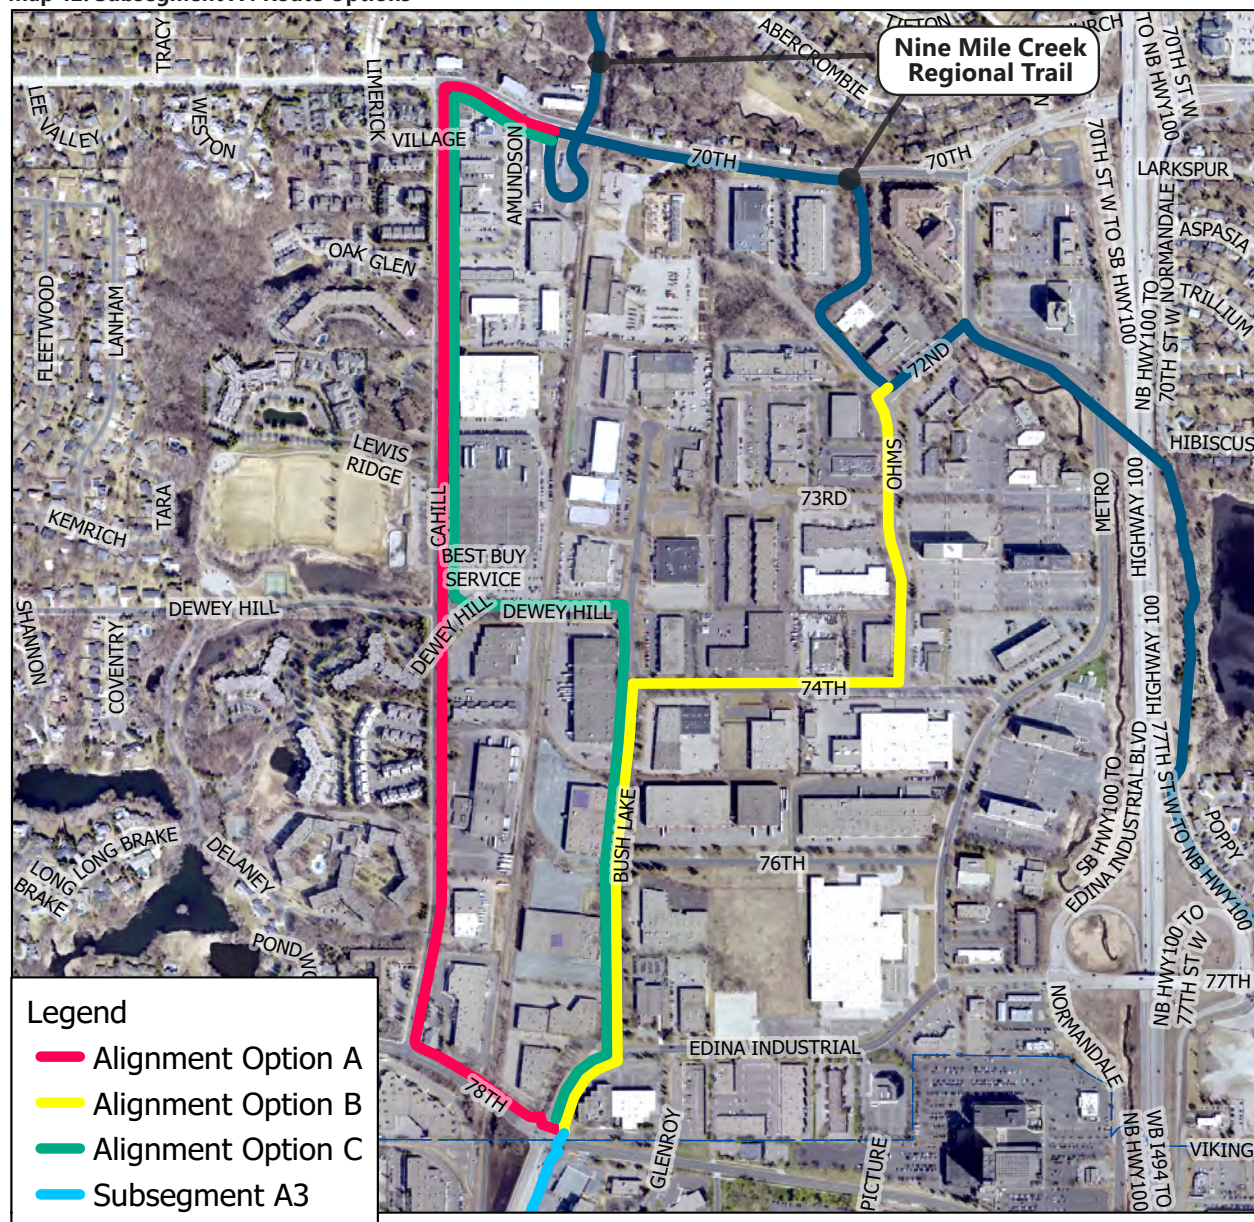 TRACY
LIMERICK
ABERCROMBIE
TIFTON
Nine Mile Creek
Regional Trail
LEE VALLEY
WESTON
VILLAGE
AMUNDSON
70TH
70TH
TO NB HWY100
70TH ST W
70TH ST W TO SB HWY100
LARKSPUR
ASPASIA
TRILLIUM
NB HWY100 TO
70TH ST W NORMANDALE
FLEETWOOD
LANHAM
OAK GLEN
72ND
LEWIS
RIDGE
OHMS
HIBISCUS
TARA
KEMRICH
CAHILL
73RD
METRO
HIGHWAY 100
BEST BUY
SERVICE
DEWEY HILL
DEWEY HILL
DEWEY HILL
SHANNON
COVENTRY
74TH
HIGHWAY 100
SB HWY100 TO
EDINA INDUSTRIAL BLVD
77TH ST W TO NB HWY100
POPPY
LONG BRAKE
LONG
BRAKE
DELANEY
BUSH LAKE
76TH
NB HWY100 TO
77TH ST W
77TH
NORMANDALE
EDINA INDUSTRIAL
78TH
GLENROY
PICTURE
NB HWY100
WB I494 TO
VIKING
Legend
Alignment Option A
Alignment Option B
Alignment Option C
Subsegment A3